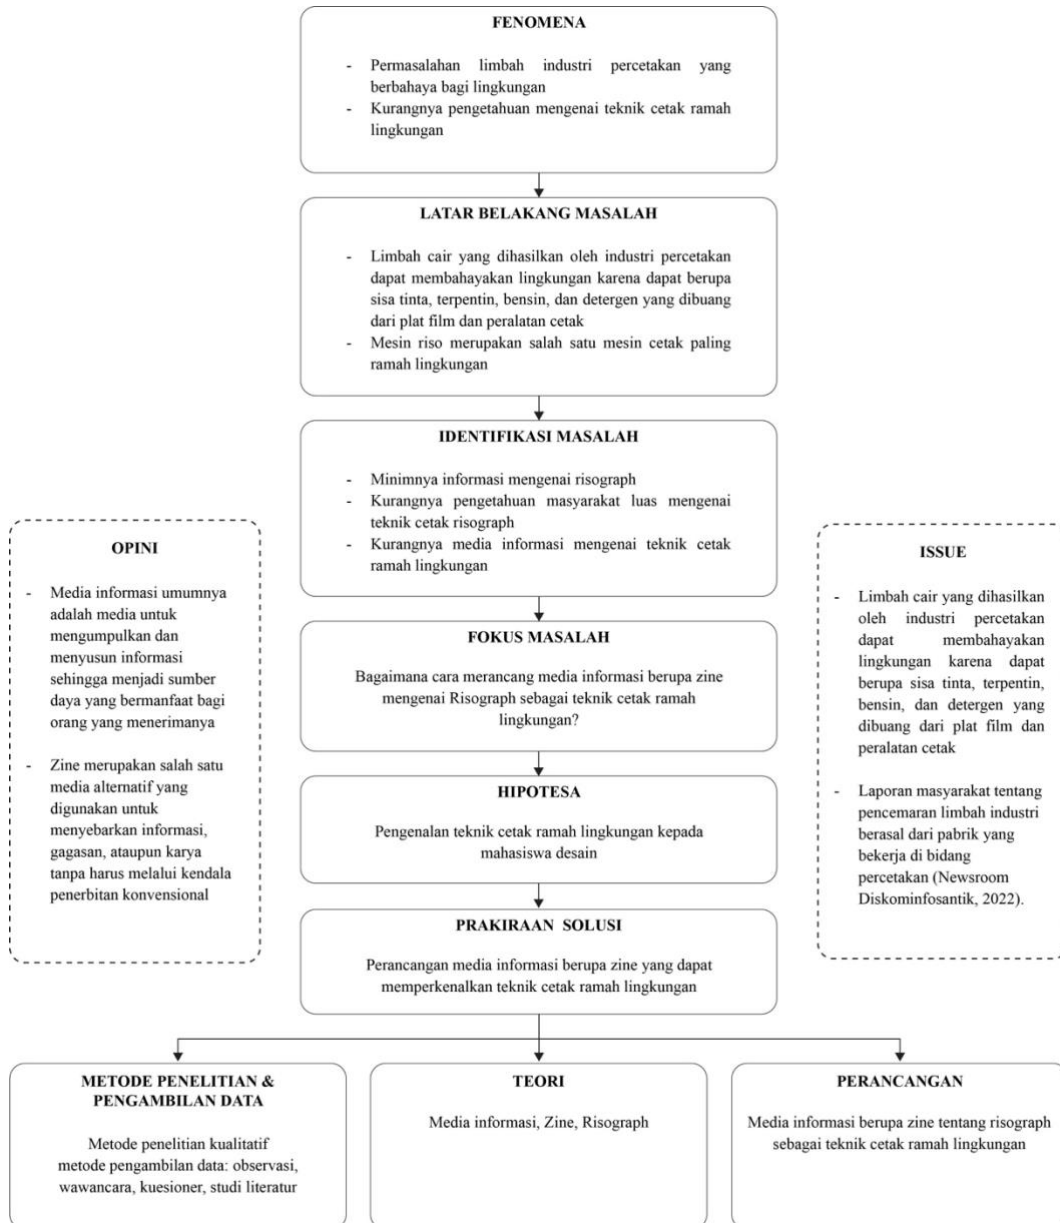 FENOMENA
- Permasalahan limbah industri percetakan yang
berbahaya bagi lingkungan
- Kurangnya pengetahuan mengenai teknik cetak ramah
lingkungan
LATAR BELAKANG MASALAH
- Limbah cair yang dihasilkan oleh industri percetakan
dapat membahayakan lingkungan karena dapat berupa
sisa tinta, terpentin, bensin, dan detergen yang dibuang
dari plat film dan peralatan cetak
- Mesin riso merupakan salah satu mesin cetak paling
ramah lingkungan
IDENTIFIKASI MASALAH
- Minimnya informasi mengenai risograph
- Kurangnya pengetahuan masyarakat luas mengenai
teknik cetak risograph
- Kurangnya media informasi mengenai teknik cetak
ramah lingkungan
OPINI
- Media informasi umumnya
adalah media untuk
mengumpulkan dan
menyusun informasi
sehingga menjadi sumber
daya yang bermanfaat bagi
orang yang menerimanya
- Zine merupakan salah satu
media alternatif yang
digunakan untuk
menyebarkan informasi,
gagasan, ataupun karya
tanpa harus melalui kendala
penerbitan konvensional
ISSUE
- Limbah cair yang dihasilkan
oleh industri percetakan
dapat membahayakan
lingkungan karena dapat
berupa sisa tinta, terpentin,
bensin, dan detergen yang
dibuang dari plat film dan
peralatan cetak
- Laporan masyarakat tentang
pencemaran limbah industri
berasal dari pabrik yang
bekerja di bidang
percetakan (Newsroom
Diskominfosantik, 2022).
FOKUS MASALAH
Bagaimana cara merancang media informasi berupa zine
mengenai Risograph sebagai teknik cetak ramah
lingkungan?
HIPOTESA
Pengenalan teknik cetak ramah lingkungan kepada
mahasiswa desain
PRAKIRAAN SOLUSI
Perancangan media informasi berupa zine yang dapat
memperkenalkan teknik cetak ramah lingkungan
METODE PENELITIAN &
PENGAMBILAN DATA
Metode penelitian kualitatif
metode pengambilan data: observasi,
wawancara, kuesioner, studi literatur
TEORI
Media informasi, Zine, Risograph
PERANCANGAN
Media informasi berupa zine tentang risograph
sebagai teknik cetak ramah lingkungan